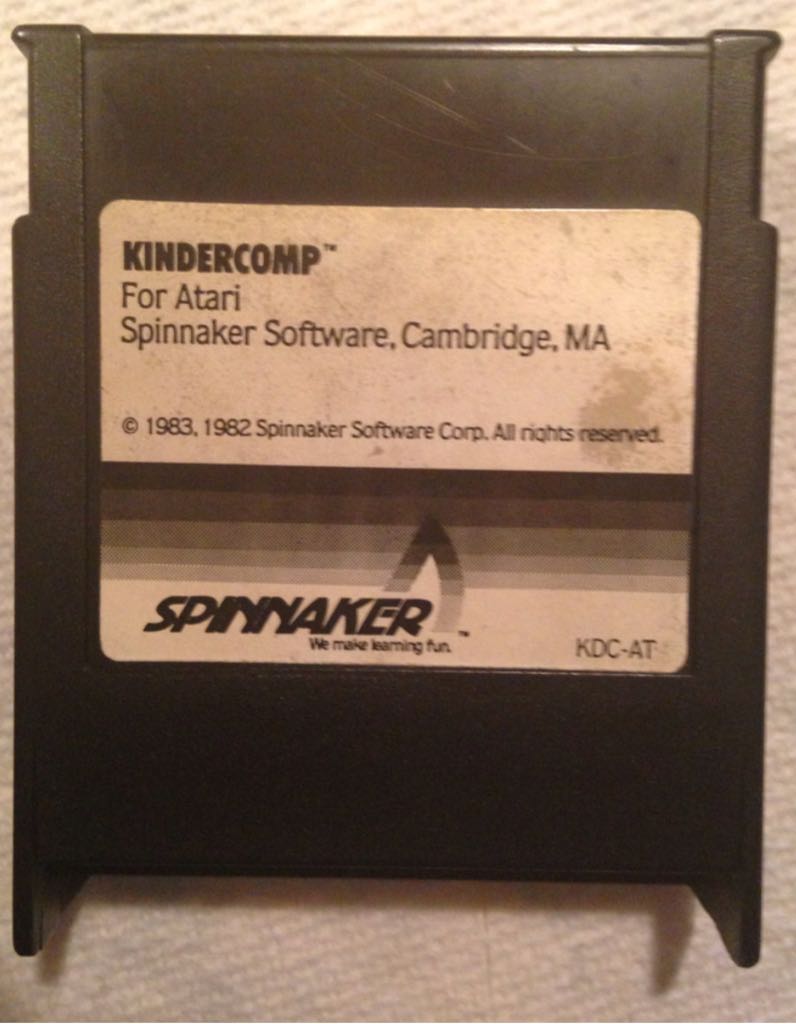 KINDERCOMP™
For Atari
Spinnaker Software, Cambridge, MA
© 1983, 1982 Spinnaker Software Corp. All rights reserved.
SPINNAKER™
We make learning fun.
KDC-AT